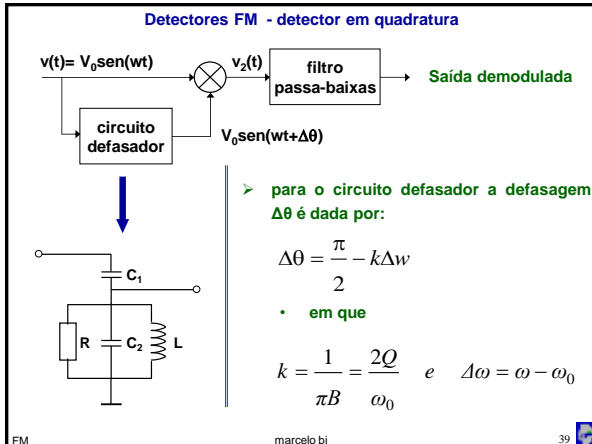 Detectores FM - detector em quadratura
v(t)= V₀sen(wt)
v₂(t)
filtro
passa-baixas
Saída demodulada
circuito
defasador
V₀sen(wt+Δθ)
➢ para o circuito defasador a defasagem
Δθ é dada por:
Δθ = π/2 − kΔw
• em que
k = 1/πB = 2Q/ω₀ e Δω = ω − ω₀
C₁
R
C₂
L
FM
marcelo bj
39